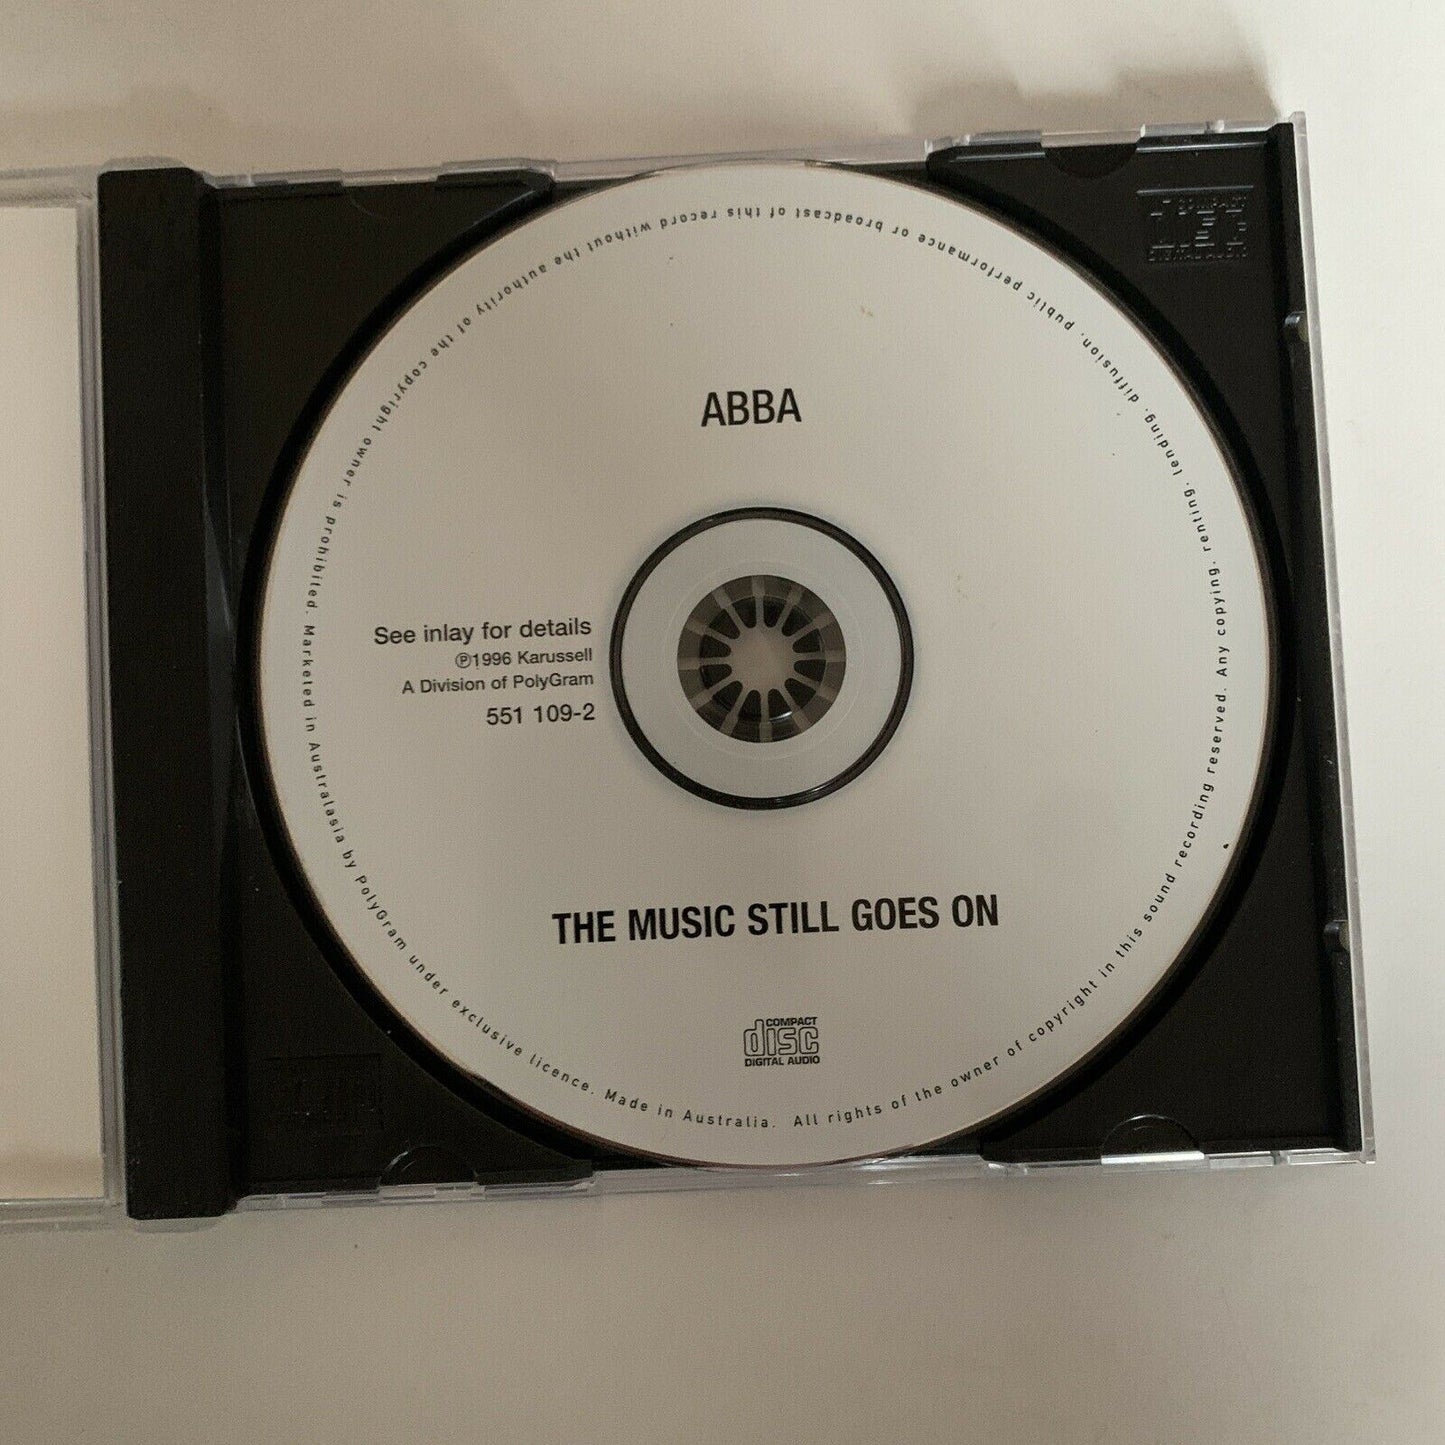 ABBA
See inlay for details
℗1996 Karussell
A Division of PolyGram
551 109-2
THE MUSIC STILL GOES ON
COMPACT
disc
DIGITAL AUDIO
Marketed in Australasia by PolyGram under exclusive licence. Made in Australia. All rights of the owner of copyright in this sound recording reserved. Any copying, renting, lending, diffusion, public performance or broadcast of this record without the authority of the copyright owner is prohibited.
COMPACT
DIGITAL AUDIO